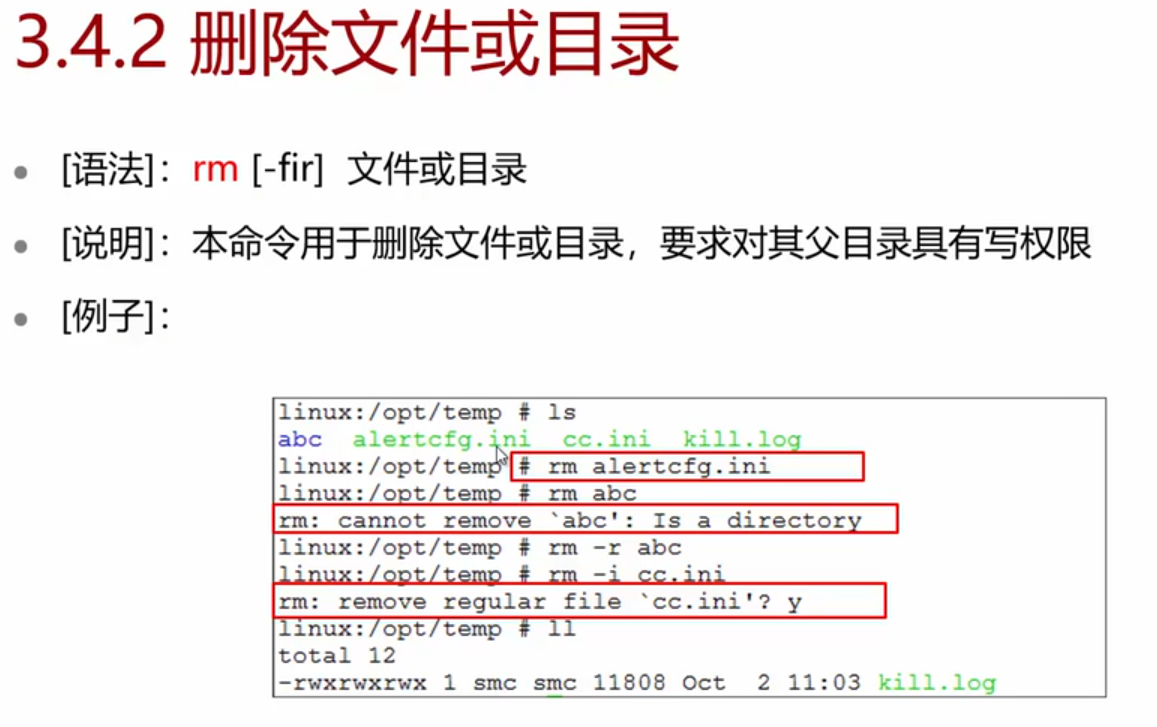 3.4.2 删除文件或目录
[语法]：rm [-fir] 文件或目录
[说明]：本命令用于删除文件或目录，要求对其父目录具有写权限
[例子]：
linux:/opt/temp # ls
abc  alertcfg.ini  cc.ini  kill.log
linux:/opt/temp # rm alertcfg.ini
linux:/opt/temp # rm abc
rm: cannot remove `abc': Is a directory
linux:/opt/temp # rm -r abc
linux:/opt/temp # rm -i cc.ini
rm: remove regular file `cc.ini'? y
linux:/opt/temp # ll
total 12
-rwxrwxrwx 1 smc smc 11808 Oct  2 11:03 kill.log